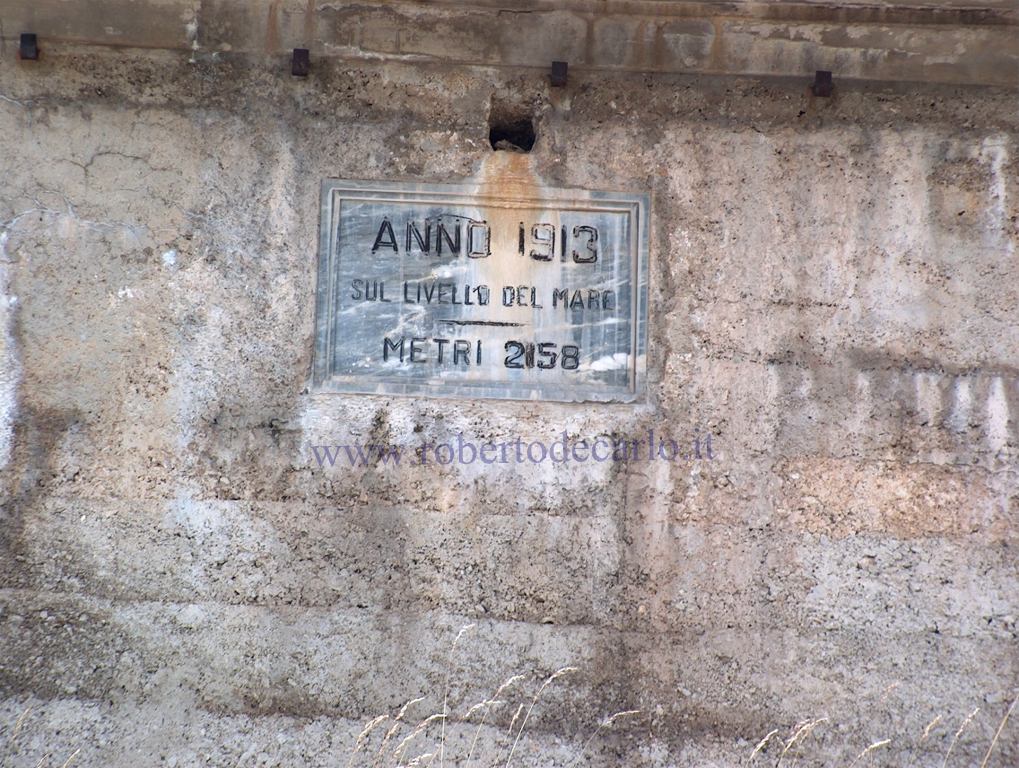 ANNO 1913
SUL LIVELLO DEL MARE
METRI 2158
www.robertodecarlo.it